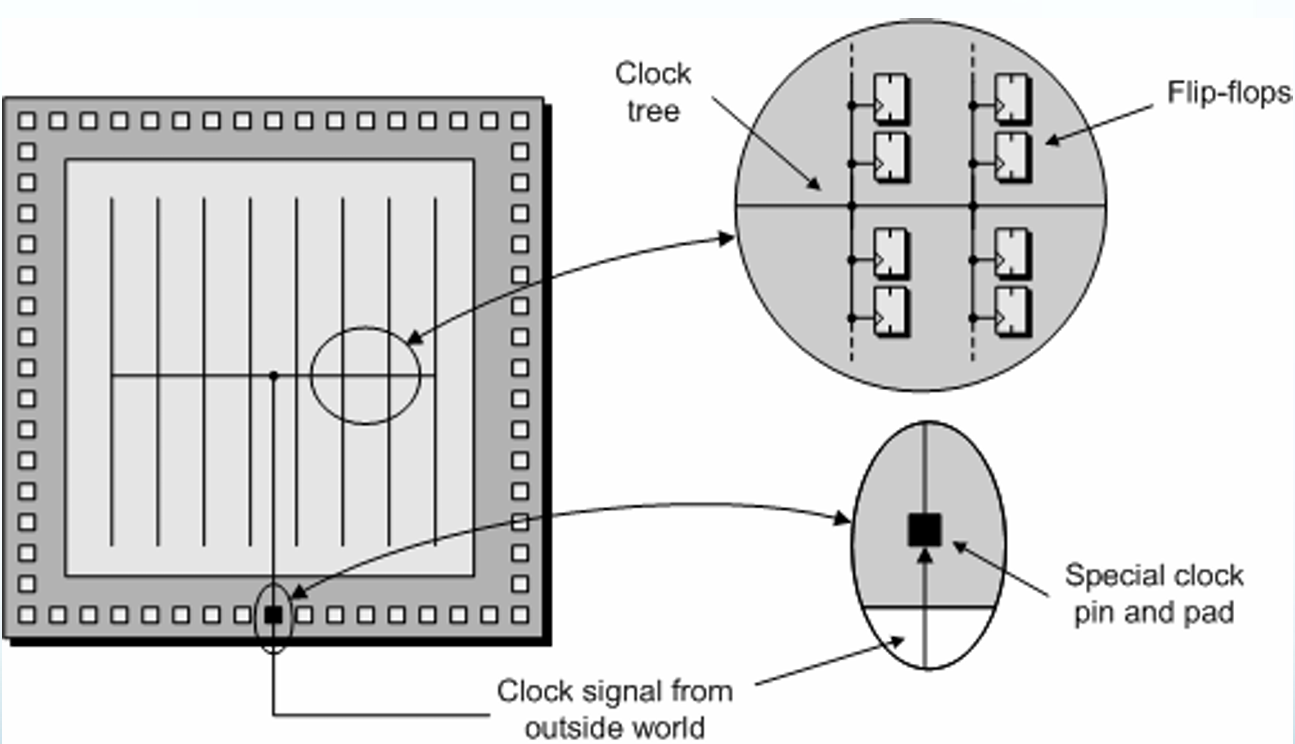 Clock
tree
Flip-flops
Special clock
pin and pad
Clock signal from
outside world